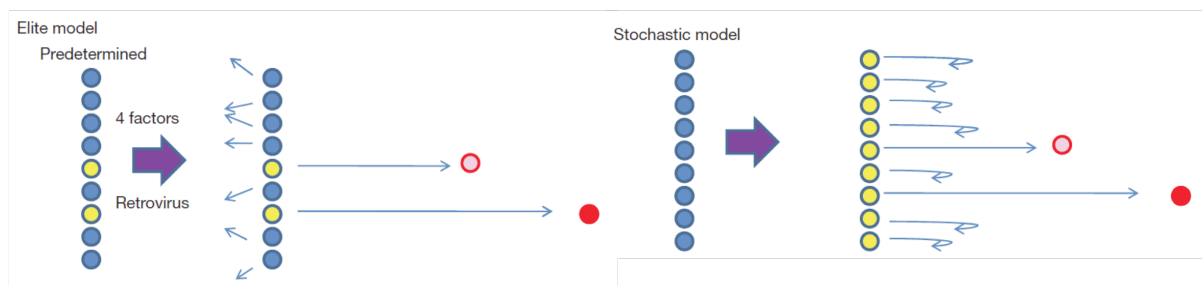 Elite model
Predetermined
4 factors
Retrovirus
Stochastic model